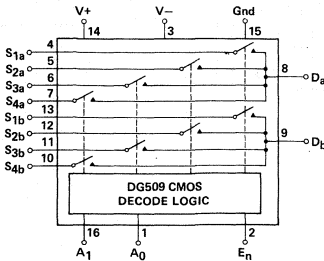 V+ V− Gnd
14 3 15
S1a 4
S2a 5
S3a 6
S4a 7
8 Da
S1b 13
S2b 12
S3b 11
S4b 10
9 Db
DG509 CMOS
DECODE LOGIC
16 1 2
A1 A0 En